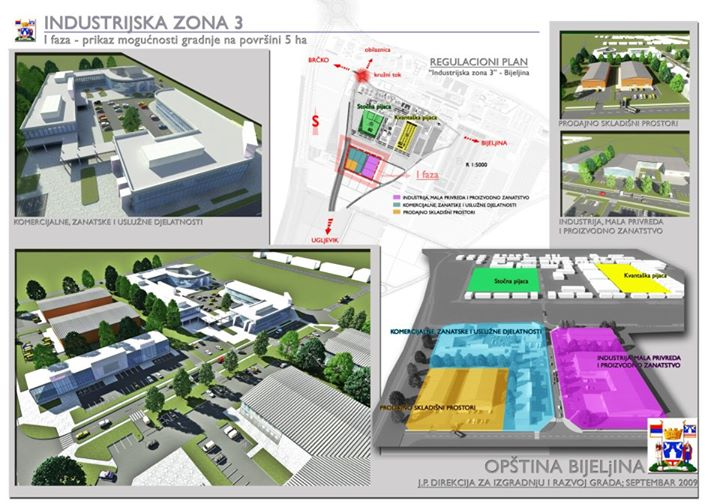 INDUSTRIJSKA ZONA 3
I faza - prikaz mogućnosti gradnje na površini 5 ha
KOMERCIJALNE, ZANATSKE I USLUŽNE DJELATNOSTI
BRČKO
obilaznica
kružni tok
REGULACIONI PLAN
"Industrijska zona 3" - Bijeljina
Stočna pijaca
Kvantaška pijaca
S
BIJELJINA
R 1:5000
I faza
INDUSTRIJA, MALA PRIVREDA I PROIZVODNO ZANATSTVO
KOMERCIJALNE, ZANATSKE I USLUŽNE DJELATNOSTI
PRODAJNO SKLADIŠNI PROSTORI
UGLJEVIK
PRODAJNO SKLADIŠNI PROSTORI
INDUSTRIJA, MALA PRIVREDA
I PROIZVODNO ZANATSTVO
Stočna pijaca
Kvantaška pijaca
KOMERCIJALNE, ZANATSKE I USLUŽNE DJELATNOSTI
INDUSTRIJA, MALA PRIVREDA
I PROIZVODNO ZANATSTVO
PRODAJNO SKLADIŠNI PROSTORI
OPŠTINA BIJELjINA
J.P. DIREKCIJA ZA IZGRADNJU I RAZVOJ GRADA; SEPTEMBAR 2009